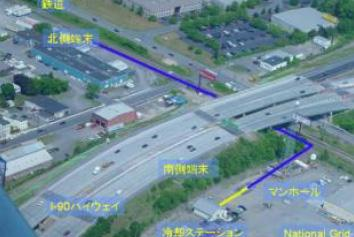 鉄道
北側端末
南側端末
マンホール
I-90ハイウェイ
冷却ステーション
National Grid